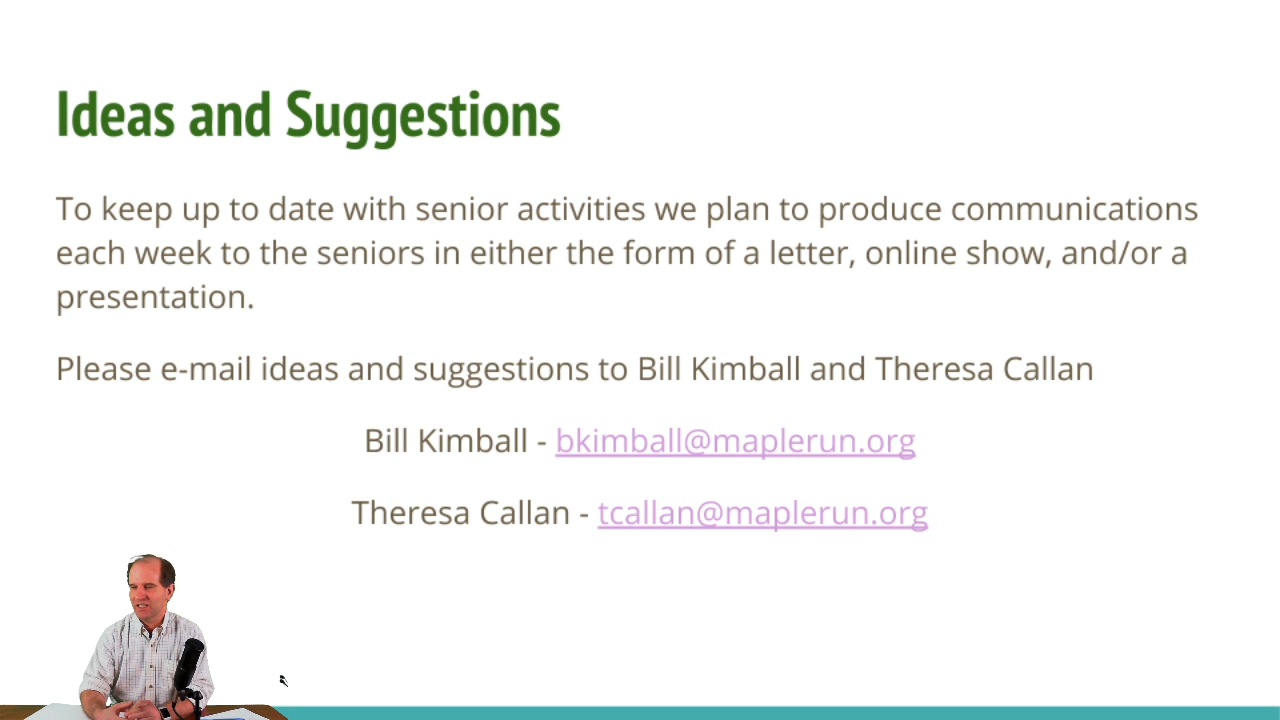 Ideas and Suggestions
To keep up to date with senior activities we plan to produce communications
each week to the seniors in either the form of a letter, online show, and/or a
presentation.
Please e-mail ideas and suggestions to Bill Kimball and Theresa Callan
Bill Kimball - bkimball@maplerun.org
Theresa Callan - tcallan@maplerun.org